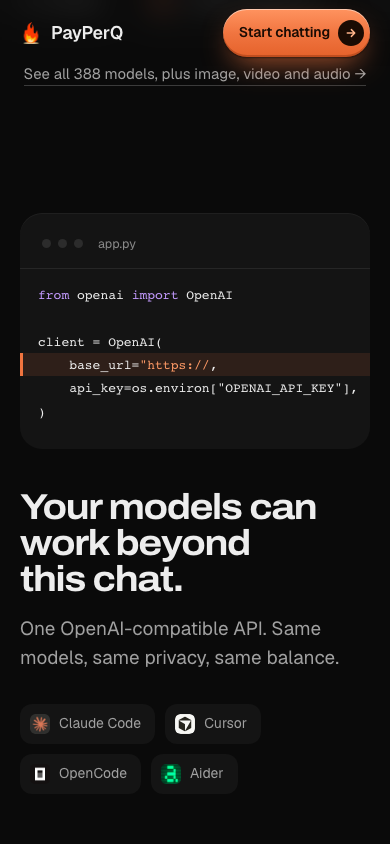 PayPerQ
Start chatting →
See all 388 models, plus image, video and audio →
app.py
from openai import OpenAI
client = OpenAI(
base_url="https://,
api_key=os.environ["OPENAI_API_KEY"],
)
Your models can
work beyond
this chat.
One OpenAI-compatible API. Same
models, same privacy, same balance.
Claude Code
Cursor
OpenCode
Aider